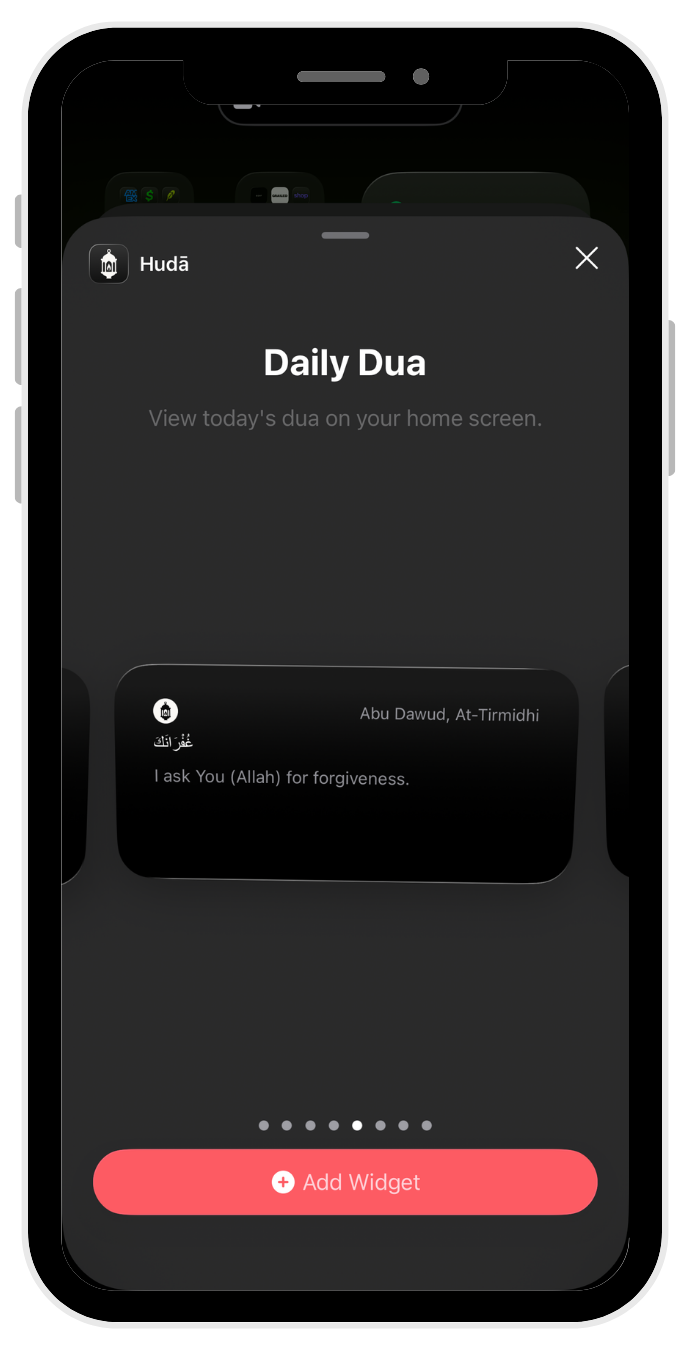 Hudā
Daily Dua
View today's dua on your home screen.
Abu Dawud, At-Tirmidhi
غُفْرَانَكَ
I ask You (Allah) for forgiveness.
Add Widget